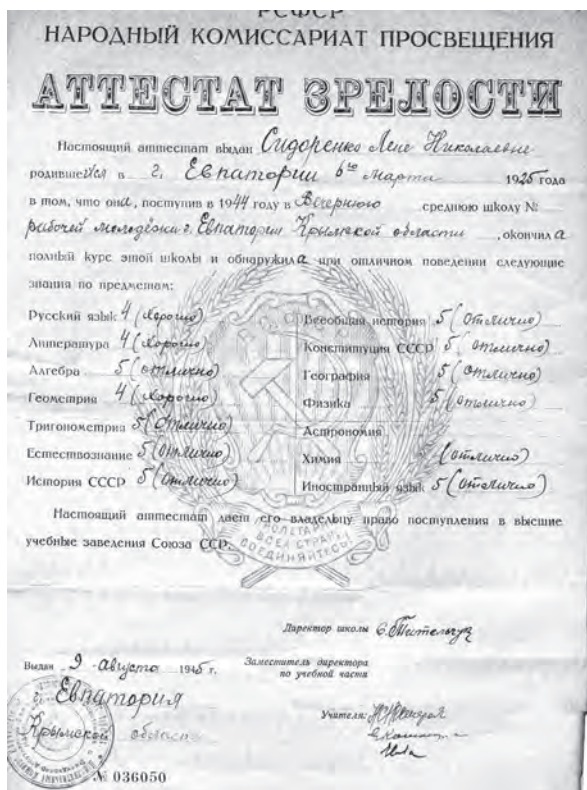 РСФСР
НАРОДНЫЙ КОМИССАРИАТ ПРОСВЕЩЕНИЯ
АТТЕСТАТ ЗРЕЛОСТИ
Настоящий аттестат выдан Сидоренко Лене Николаевне
родившейся в г. Евпатории 6го марта 1925 года
в том, что она, поступив в 1944 году в Вечернюю среднюю школу №
рабочей молодёжи г. Евпатории Крымской области, окончила
полный курс этой школы и обнаружила при отличном поведении следующие
знания по предметам:
Русский язык 4 (хорошо)
Литература 4 (хорошо)
Алгебра 5 (отлично)
Геометрия 4 (хорошо)
Тригонометрия 5 (отлично)
Естествознание 5 (отлично)
История СССР 5 (отлично)
Всеобщая история 5 (отлично)
Конституция СССР 5 (отлично)
География 5 (отлично)
Физика 5 (отлично)
Астрономия
Химия (отлично)
Иностранный язык 5 (отлично)
Настоящий аттестат дает его владельцу право поступления в высшие
учебные заведения Союза ССР.
ПРОЛЕТАРИИ
ВСЕХ СТРАН
СОЕДИНЯЙТЕСЬ
Директор школы
Выдан 9 Августа 1945 г.
Заместитель директора
по учебной части
Евпатория
Крымской области
Учителя:
№ 036050